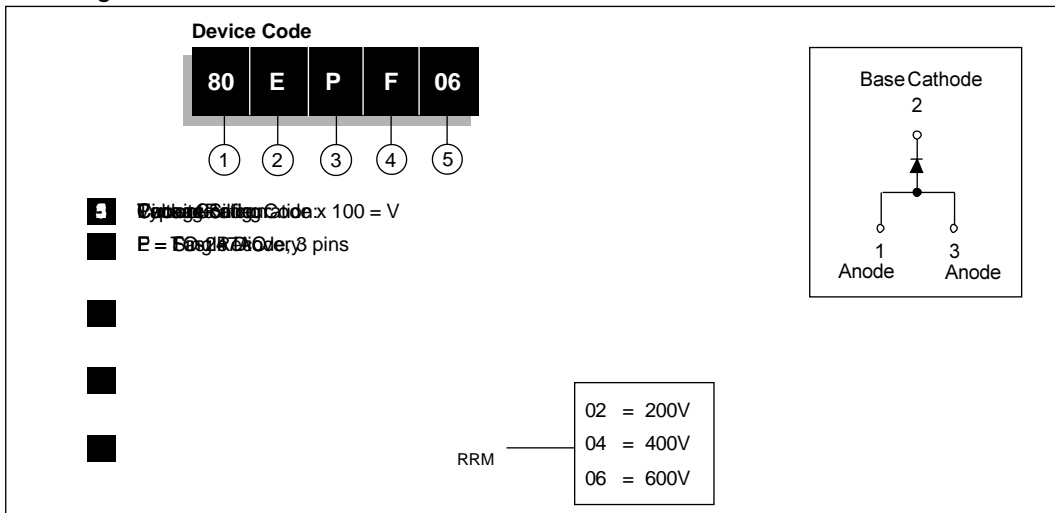 Device Code
80 E P F 06
1 2 3 4 5
Code x 100 = V
3 pins
RRM
02 = 200V
04 = 400V
06 = 600V
Base Cathode
2
1 3
Anode Anode